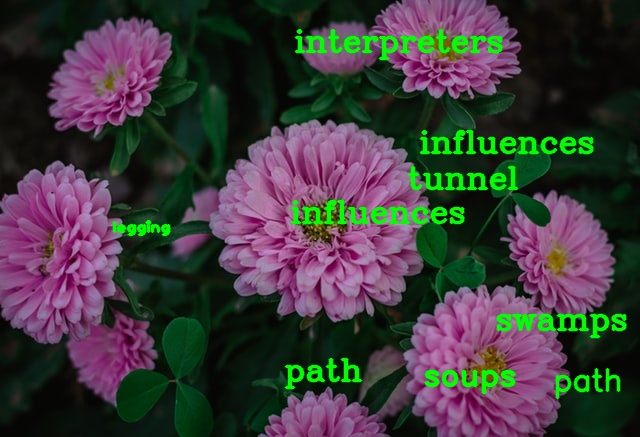 interpreters
influences
tunnel
influences
legging
swamps
path
soups
path